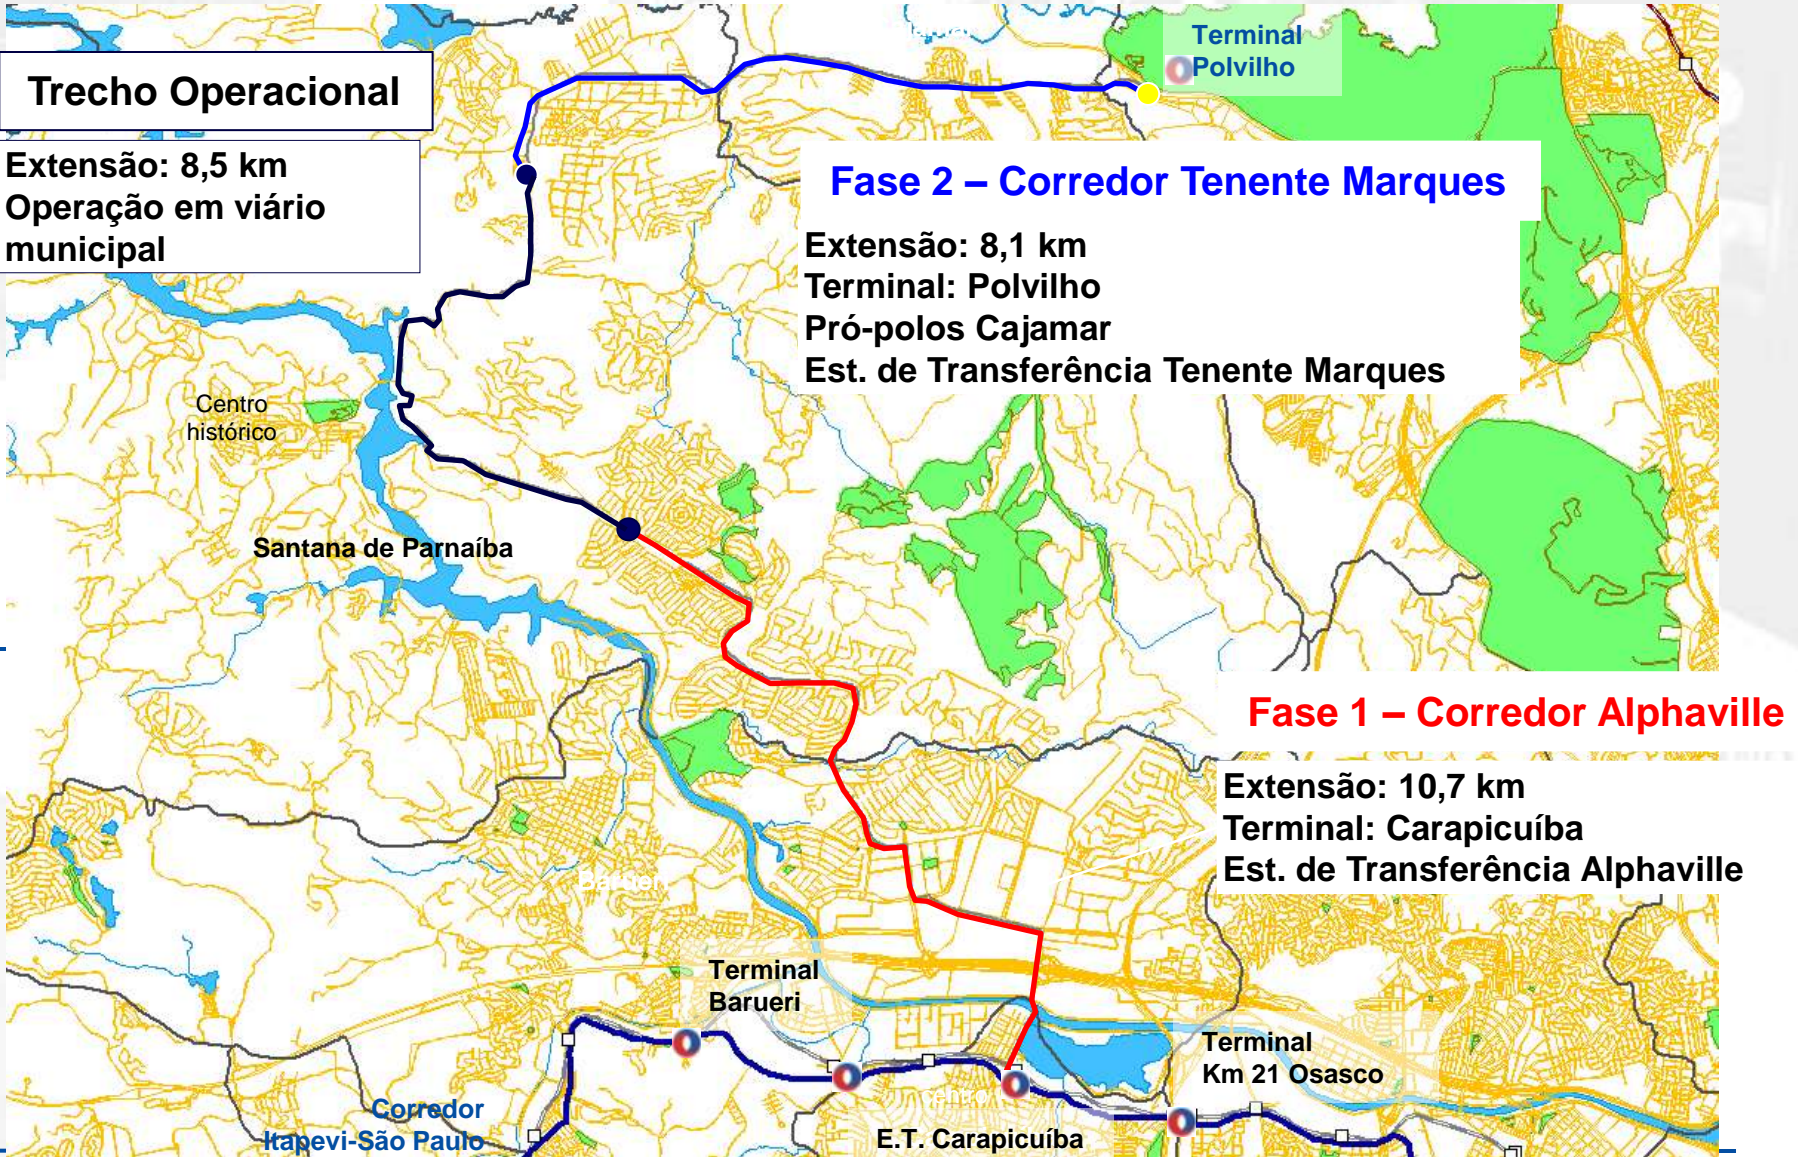 Terminal
Polvilho
Trecho Operacional
Extensão: 8,5 km
Operação em viário
municipal
Fase 2 – Corredor Tenente Marques
Extensão: 8,1 km
Terminal: Polvilho
Pró-polos Cajamar
Est. de Transferência Tenente Marques
Centro
histórico
Santana de Parnaíba
Fase 1 – Corredor Alphaville
Extensão: 10,7 km
Terminal: Carapicuíba
Est. de Transferência Alphaville
Barueri
Terminal
Barueri
Terminal
Km 21 Osasco
Corredor
Itapevi-São Paulo
E.T. Carapicuíba